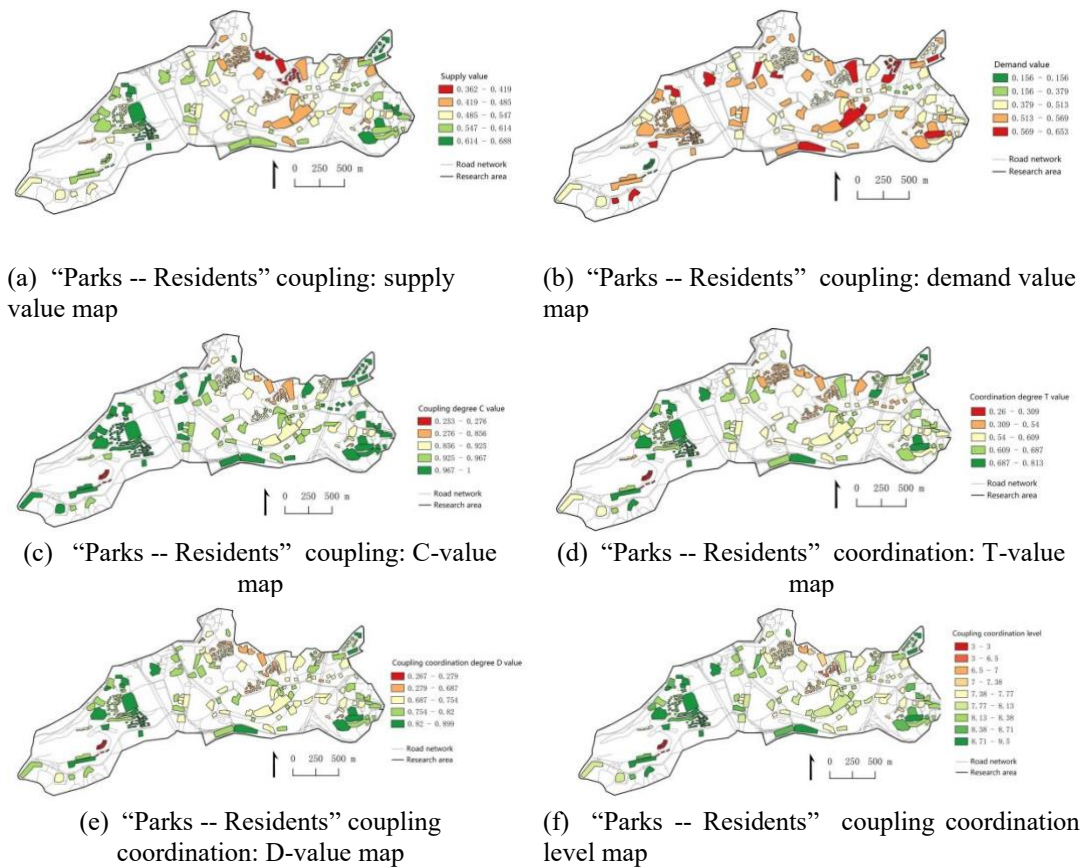 Supply value
0.362 - 0.419
0.419 - 0.485
0.485 - 0.547
0.547 - 0.614
0.614 - 0.688
Road network
Research area
0 250 500 m
Demand value
0.156 - 0.156
0.156 - 0.379
0.379 - 0.513
0.513 - 0.569
0.569 - 0.653
Road network
Research area
0 250 500 m
(a) “Parks -- Residents” coupling: supply
value map
(b) “Parks -- Residents” coupling: demand value
map
Coupling degree C value
0.253 - 0.276
0.276 - 0.856
0.856 - 0.925
0.925 - 0.967
0.967 - 1
Road network
Research area
0 250 500 m
Coordination degree T value
0.26 - 0.309
0.309 - 0.54
0.54 - 0.609
0.609 - 0.687
0.687 - 0.813
Road network
Research area
0 250 500 m
(c) “Parks -- Residents” coupling: C-value
map
(d) “Parks -- Residents” coordination: T-value
map
Coupling coordination degree D value
0.267 - 0.279
0.279 - 0.687
0.687 - 0.754
0.754 - 0.82
0.82 - 0.899
Road network
Research area
0 250 500 m
Coupling coordination level
3 - 3
3 - 6.5
6.5 - 7
7 - 7.38
7.38 - 7.77
7.77 - 8.13
8.13 - 8.38
8.38 - 8.71
8.71 - 9.5
Road network
Research area
0 250 500 m
(e) “Parks -- Residents” coupling
coordination: D-value map
(f) “Parks -- Residents” coupling coordination
level map